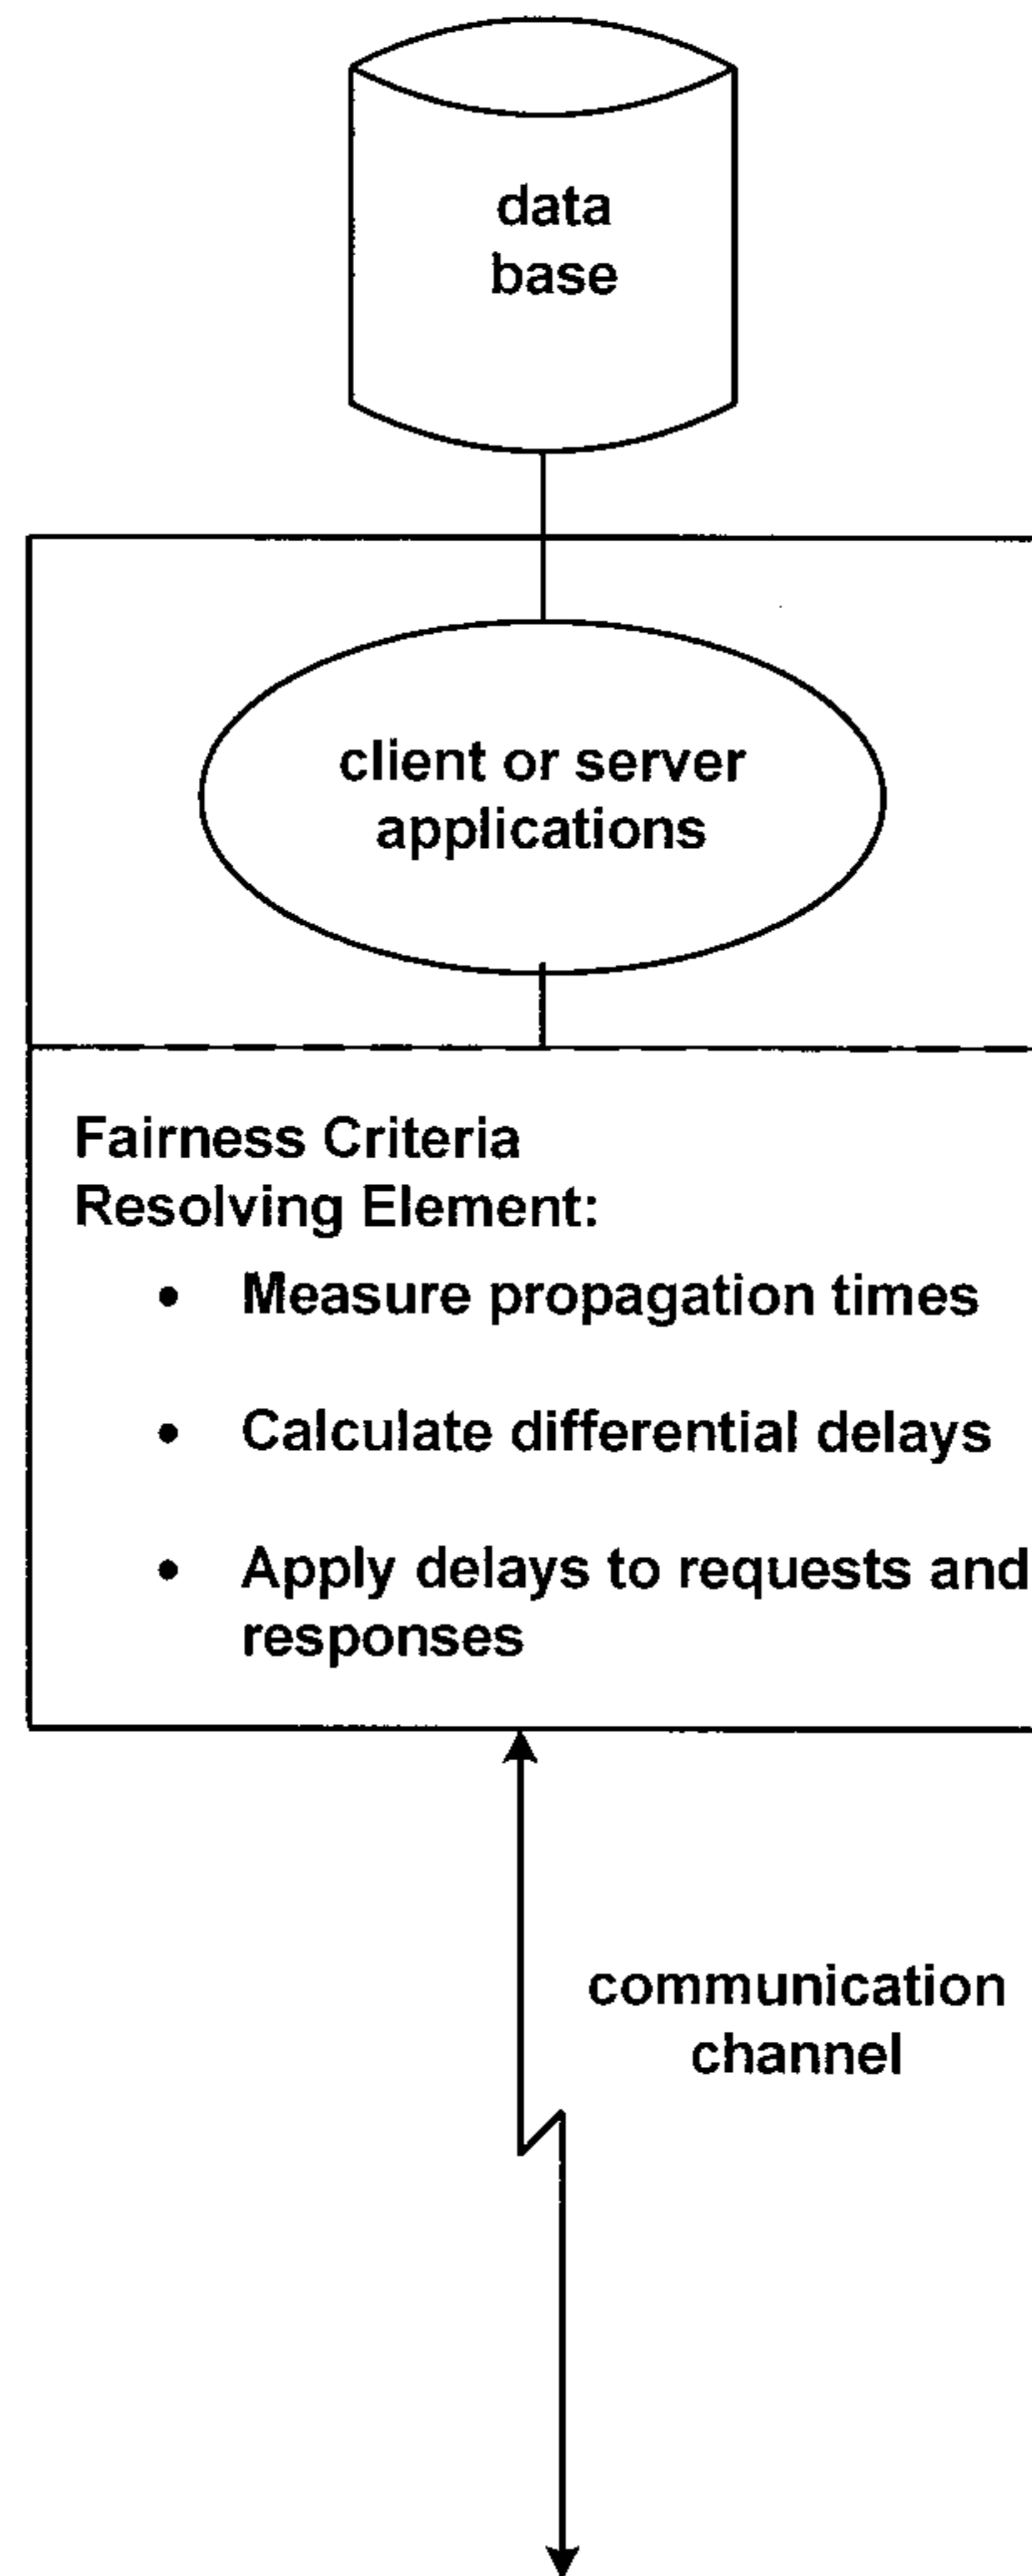 data
base
client or server
applications
Fairness Criteria
Resolving Element:
• Measure propagation times
• Calculate differential delays
• Apply delays to requests and
responses
communication
channel